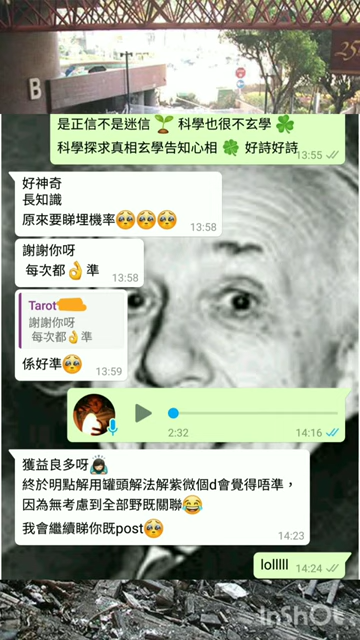 B
是正信不是迷信🌱 科學也很不玄學☘️
科學探求真相玄學告知心相🍀 好詩好詩
13:55
好神奇
長知識
原來要睇埋機率🥺🥺🥺
13:58
謝謝你呀
每次都👌準
13:58
Tarot
謝謝你呀
每次都👌準
係好準🥺
13:59
2:32
14:16
獲益良多呀🙇🏻‍♀️
終於明點解用罐頭解法解紫微個d會覺得唔準，
因為無考慮到全部野既關聯😂
我會繼續睇你既post🥺
14:23
lolllll
14:24
InShOt